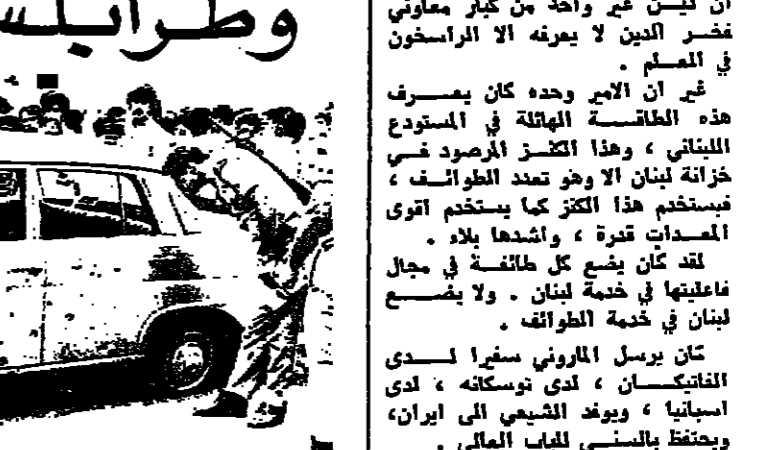 وطرابلس
ان ليس غير واحد من كبار معاوني
فخر الدين لا يعرفه الا الراسخون
في العلم .
غير ان الامير وحده كان يعرف
هذه الطاقة الهائلة في المستودع
اللبناني ، وهذا الكنز المرصود في
خزانة لبنان الا وهو تعدد الطوائف ،
فيستخدم هذا الكنز كما يستخدم اقوى
المعدات قدرة ، واشدها بلاء .
لقد كان يضع كل طائفة في مجال
فاعليتها في خدمة لبنان . ولا يضع
لبنان في خدمة الطوائف .
كان يرسل الماروني سفيرا لدى
الفاتيكان ، لدى توسكانه ، لدى
اسبانيا ، ويوفد الشيعي الى ايران،
ويحتفظ بالسني للباب العالي .